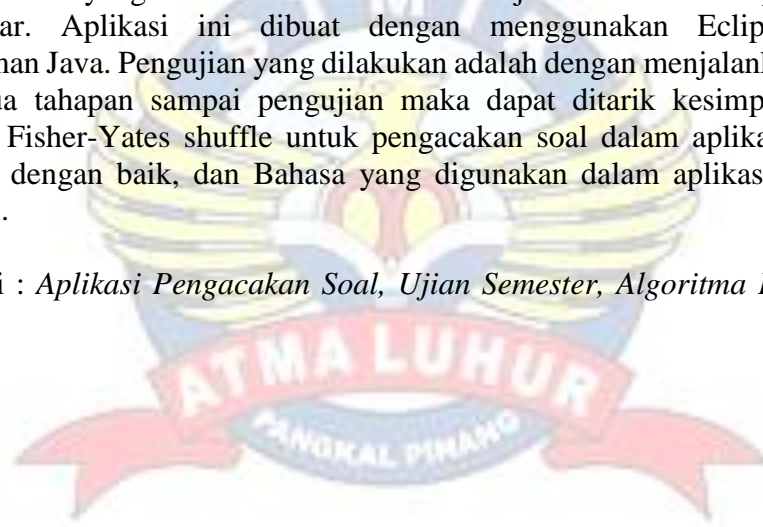 ar. Aplikasi ini dibuat dengan menggunakan Eclip
nan Java. Pengujian yang dilakukan adalah dengan menjalank
ua tahapan sampai pengujian maka dapat ditarik kesimp
Fisher-Yates shuffle untuk pengacakan soal dalam aplika
dengan baik, dan Bahasa yang digunakan dalam aplikas
.
i : Aplikasi Pengacakan Soal, Ujian Semester, Algoritma
STMIK
ATMA LUHUR
PANGKAL PINANG